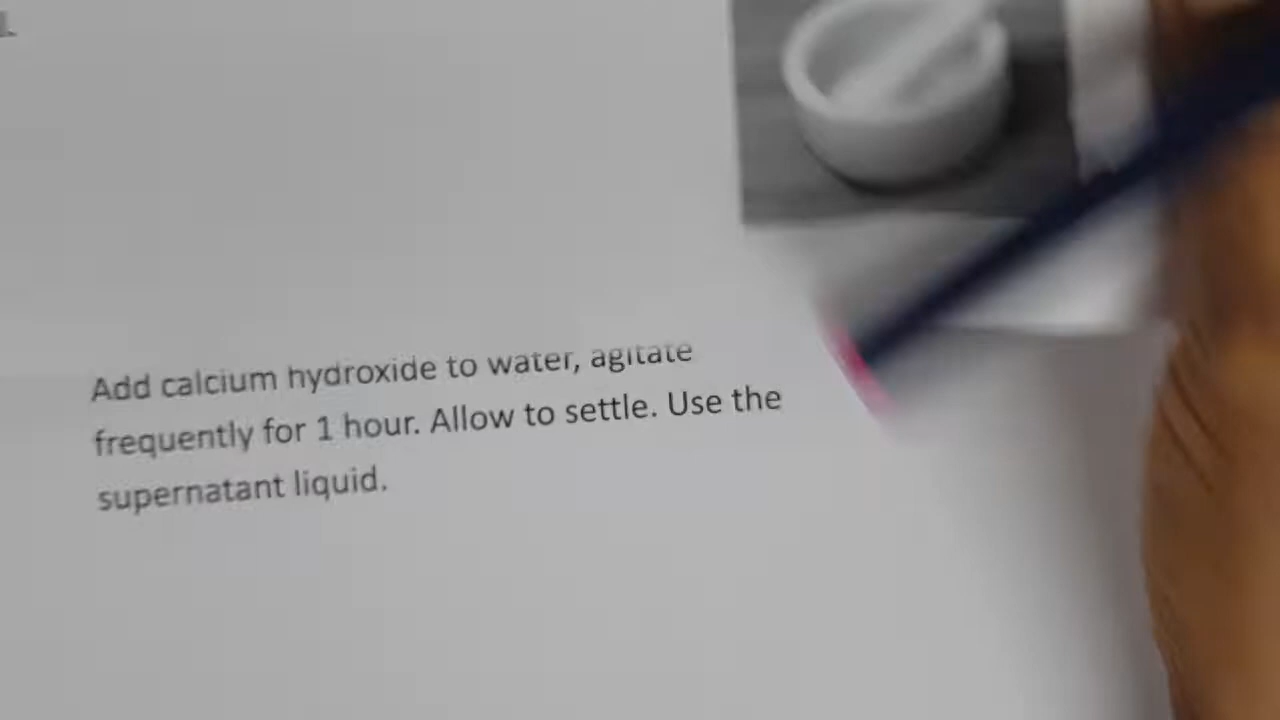 Add calcium hydroxide to water, agitate
frequently for 1 hour. Allow to settle. Use the
supernatant liquid.